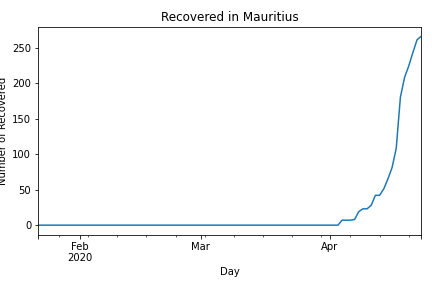 Recovered in Mauritius
Number of Recovered
250
200
150
100
50
0
Feb
2020
Mar
Apr
Day